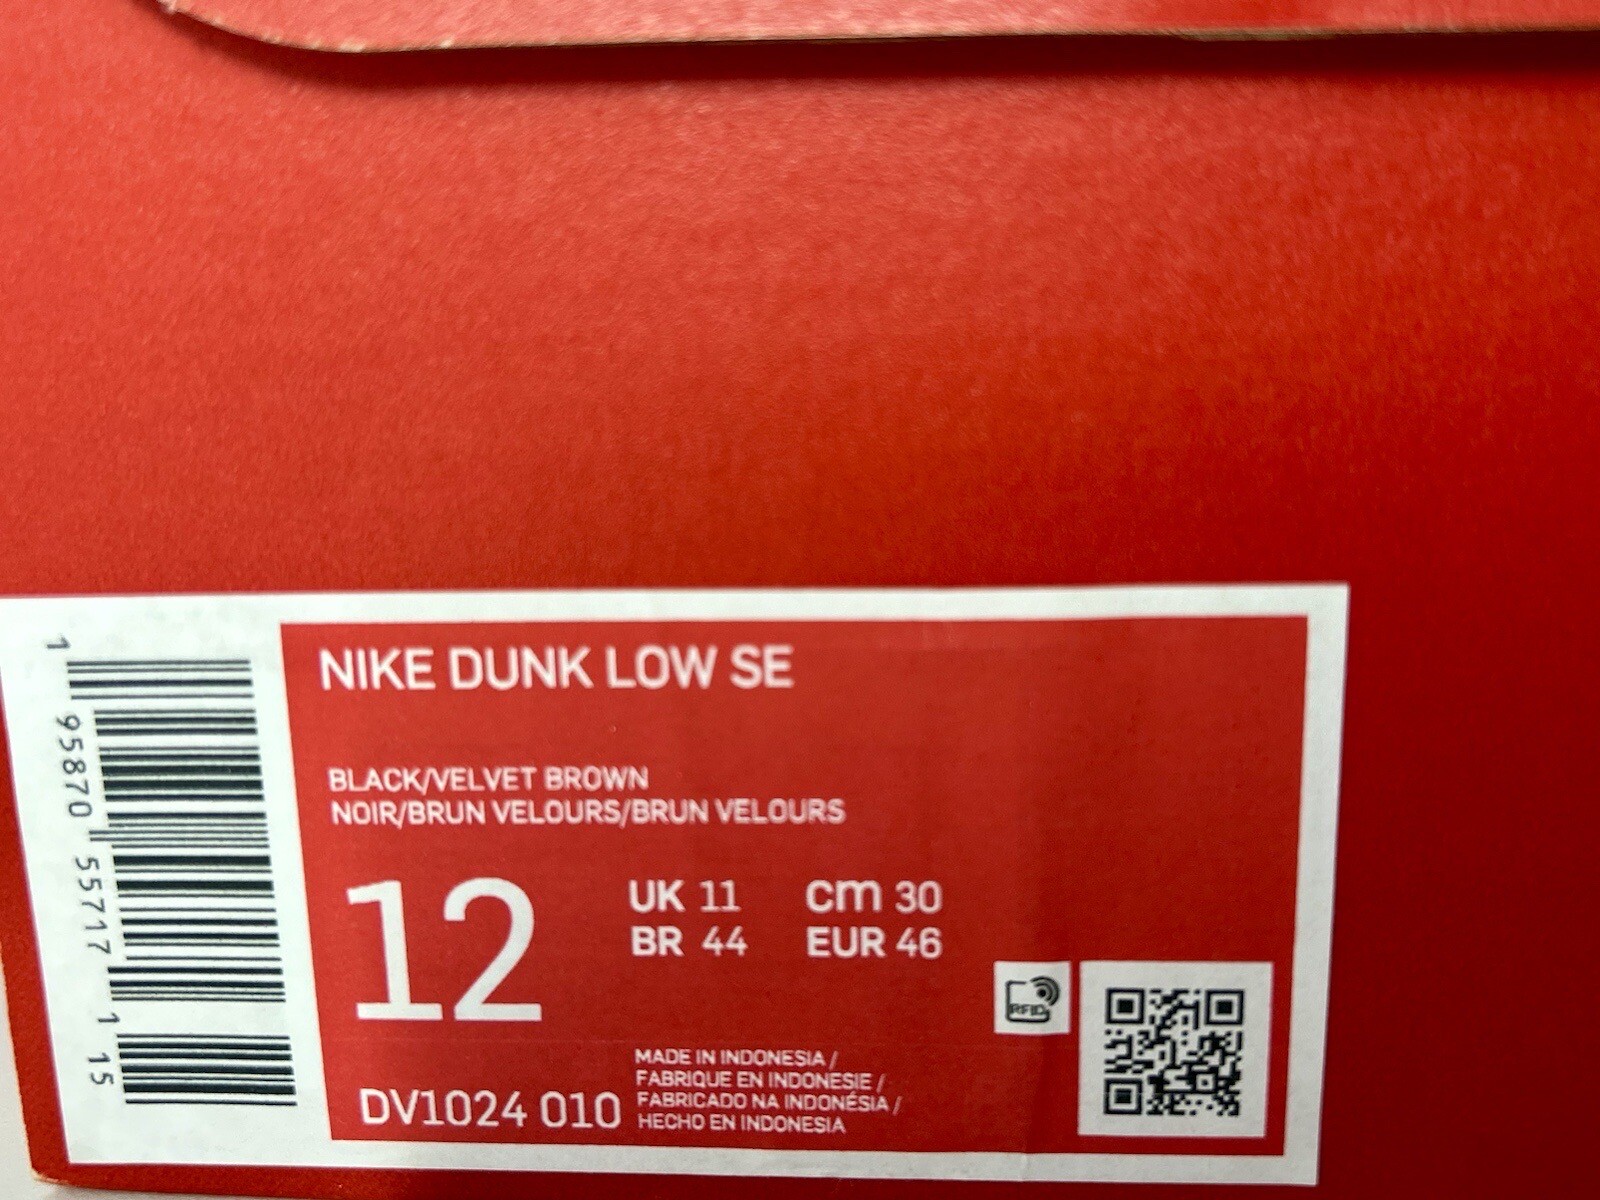 NIKE DUNK LOW SE
BLACK/VELVET BROWN
NOIR/BRUN VELOURS/BRUN VELOURS
12
UK 11 cm 30
BR 44 EUR 46
RFID
DV1024 010
MADE IN INDONESIA /
FABRIQUE EN INDONESIE /
FABRICADO NA INDONÉSIA /
HECHO EN INDONESIA
1 95870 55717 1 15